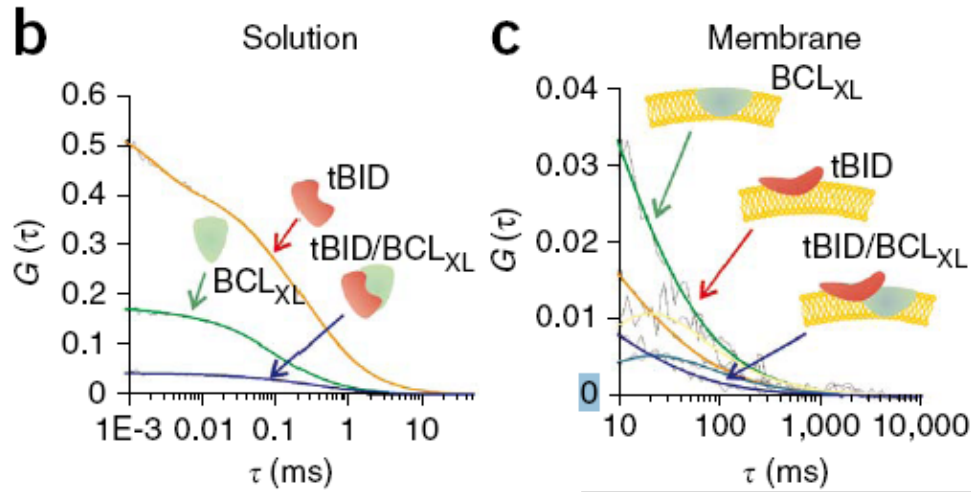 b
Solution
0.6
0.5
0.4
0.3
0.2
0.1
0
G (τ)
tBID
BCLXL
tBID/BCLXL
1E-3 0.01 0.1 1 10
τ (ms)
c
Membrane
0.04
0.03
0.02
0.01
0
G (τ)
BCLXL
tBID
tBID/BCLXL
10 100 1,000 10,000
τ (ms)